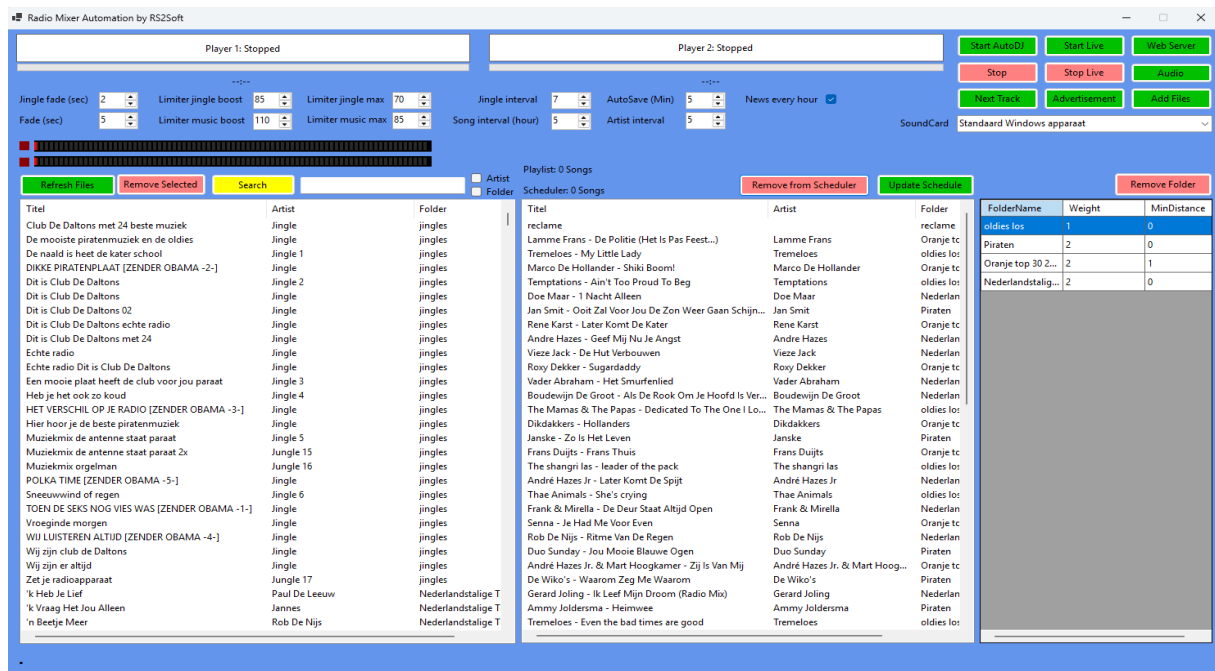 Radio Mixer Automation by RS2Soft
Player 1: Stopped
Player 2: Stopped
Start AutoDJ Start Live Web Server
Stop Stop Live Audio
--:-- --:--
Jingle fade (sec) 2 Limiter jingle boost 85 Limiter jingle max 70 Jingle interval 7 AutoSave (Min) 5 News every hour
Next Track Advertisement Add Files
Fade (sec) 5 Limiter music boost 110 Limiter music max 85 Song interval (hour) 5 Artist interval 5
SoundCard Standaard Windows apparaat
Playlist: 0 Songs
Refresh Files Remove Selected Search Artist
Folder
Scheduler: 0 Songs Remove from Scheduler Update Schedule Remove Folder
Titel Artist Folder
Club De Daltons met 24 beste muziek Jingle jingles
De mooiste piratenmuziek en de oldies Jingle jingles
De naald is heet de kater school Jingle 1 jingles
DIKKE PIRATENPLAAT [ZENDER OBAMA -2-] Jingle jingles
Dit is Club De Daltons Jingle 2 jingles
Dit is Club De Daltons Jingle jingles
Dit is Club De Daltons 02 Jingle jingles
Dit is Club De Daltons echte radio Jingle jingles
Dit is Club De Daltons met 24 Jingle jingles
Echte radio Jingle jingles
Echte radio Dit is Club De Daltons Jingle jingles
Een mooie plaat heeft de club voor jou paraat Jingle 3 jingles
Heb je het ook zo koud Jingle 4 jingles
HET VERSCHIL OP JE RADIO [ZENDER OBAMA -3-] Jingle jingles
Hier hoor je de beste piratenmuziek Jingle jingles
Muziekmix de antenne staat paraat Jingle 5 jingles
Muziekmix de antenne staat paraat 2x Jungle 15 jingles
Muziekmix orgelman Jungle 16 jingles
POLKA TIME [ZENDER OBAMA -5-] Jingle jingles
Sneeuwwind of regen Jingle 6 jingles
TOEN DE SEKS NOG VIES WAS [ZENDER OBAMA -1-] Jingle jingles
Vroeginde morgen Jingle jingles
WIJ LUISTEREN ALTIJD [ZENDER OBAMA -4-] Jingle jingles
Wij zijn club de Daltons Jingle jingles
Wij zijn er altijd Jingle jingles
Zet je radioapparaat Jungle 17 jingles
'k Heb Je Lief Paul De Leeuw Nederlandstalige T
'k Vraag Het Jou Alleen Jannes Nederlandstalige T
'n Beetje Meer Rob De Nijs Nederlandstalige T
Titel Artist Folder
reclame reclame
Lamme Frans - De Politie (Het Is Pas Feest...) Lamme Frans Oranje tc
Tremeloes - My Little Lady Tremeloes oldies los
Marco De Hollander - Shiki Boom! Marco De Hollander Oranje tc
Temptations - Ain't Too Proud To Beg Temptations oldies los
Doe Maar - 1 Nacht Alleen Doe Maar Nederlan
Jan Smit - Ooit Zal Voor Jou De Zon Weer Gaan Schijn... Jan Smit Piraten
Rene Karst - Later Komt De Kater Rene Karst Oranje tc
Andre Hazes - Geef Mij Nu Je Angst Andre Hazes Nederlan
Vieze Jack - De Hut Verbouwen Vieze Jack Oranje tc
Roxy Dekker - Sugardaddy Roxy Dekker Oranje tc
Vader Abraham - Het Smurfenlied Vader Abraham Nederlan
Boudewijn De Groot - Als De Rook Om Je Hoofd Is Ver... Boudewijn De Groot Nederlan
The Mamas & The Papas - Dedicated To The One I Lo... The Mamas & The Papas oldies los
Dikdakkers - Hollanders Dikdakkers Oranje tc
Janske - Zo Is Het Leven Janske Piraten
Frans Duijts - Frans Thuis Frans Duijts Oranje tc
The shangri las - leader of the pack The shangri las oldies los
André Hazes Jr - Later Komt De Spijt André Hazes Jr Nederlan
Thae Animals - She's crying Thae Animals oldies los
Frank & Mirella - De Deur Staat Altijd Open Frank & Mirella Nederlan
Senna - Je Had Me Voor Even Senna Oranje tc
Rob De Nijs - Ritme Van De Regen Rob De Nijs Nederlan
Duo Sunday - Jou Mooie Blauwe Ogen Duo Sunday Piraten
André Hazes Jr. & Mart Hoogkamer - Zij Is Van Mij André Hazes Jr. & Mart Hoog... Oranje tc
De Wiko's - Waarom Zeg Me Waarom De Wiko's Piraten
Gerard Joling - Ik Leef Mijn Droom (Radio Mix) Gerard Joling Nederlan
Ammy Joldersma - Heimwee Ammy Joldersma Piraten
Tremeloes - Even the bad times are good Tremeloes oldies los
FolderName Weight MinDistance
oldies los 1 0
Piraten 2 0
Oranje top 30 2... 2 1
Nederlandstalig... 2 0